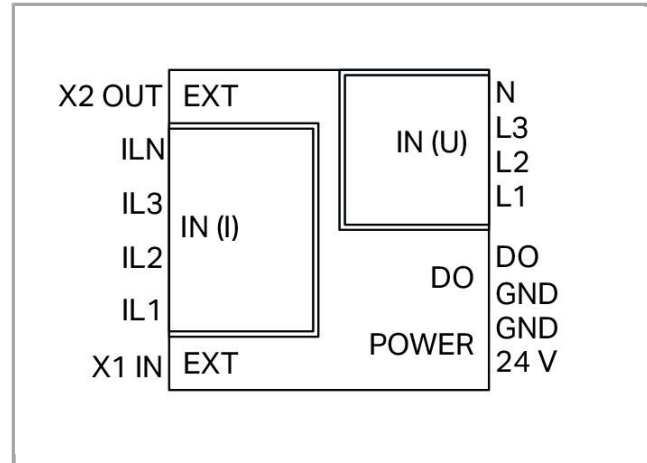 X2 OUT EXT
ILN
IL3
IN (I)
IL2
IL1
X1 IN EXT
IN (U)
N
L3
L2
L1
DO
DO
GND
POWER
GND
24 V